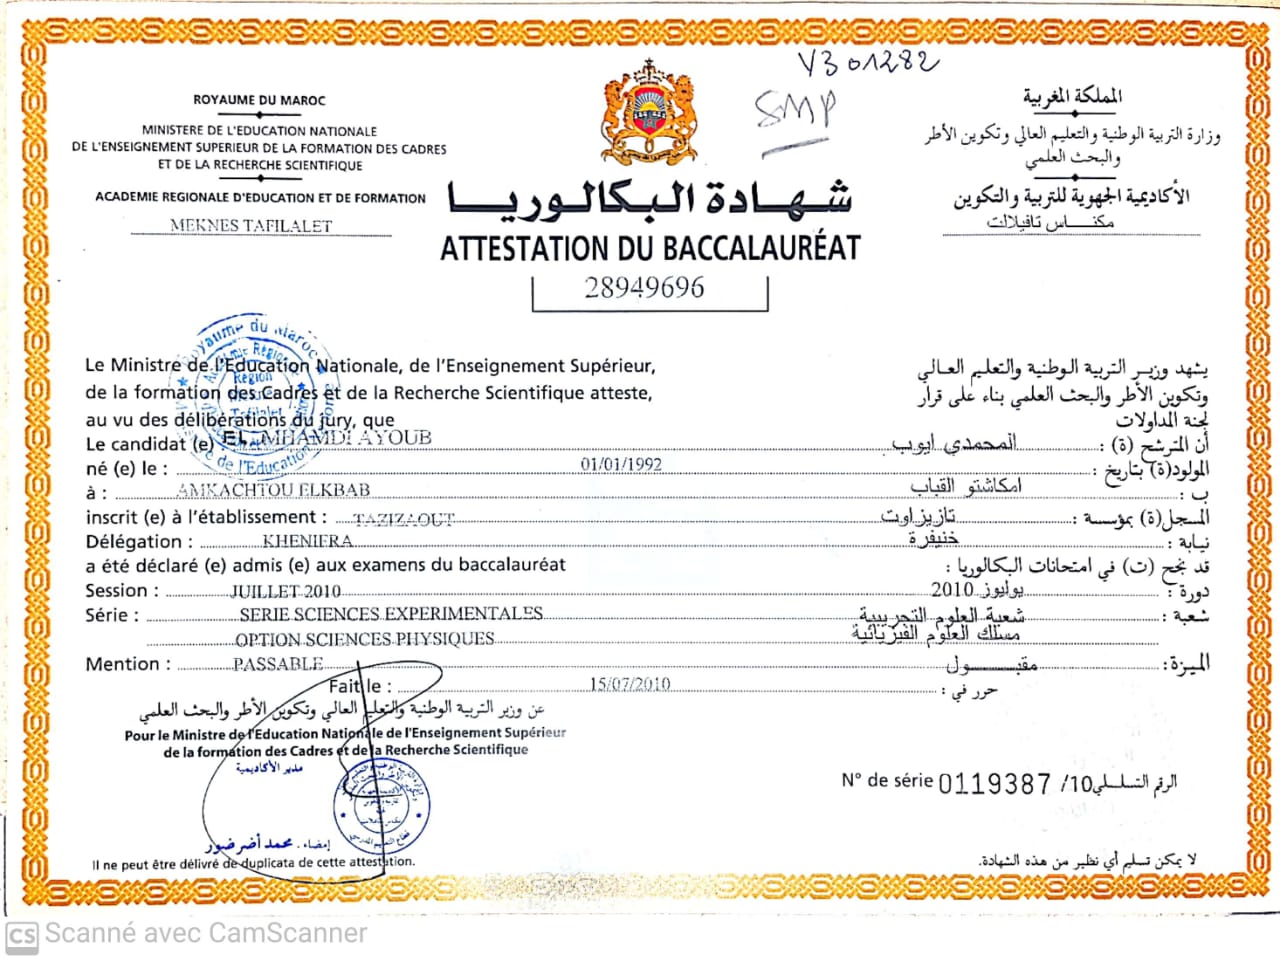 V301282
SMP
ROYAUME DU MAROC
MINISTERE DE L'EDUCATION NATIONALE
DE L'ENSEIGNEMENT SUPERIEUR DE LA FORMATION DES CADRES
ET DE LA RECHERCHE SCIENTIFIQUE
ACADEMIE REGIONALE D'EDUCATION ET DE FORMATION
MEKNES TAFILALET
المملكة المغربية
وزارة التربية الوطنية والتعليم العالي وتكوين الأطر
والبحث العلمي
الأكاديمية الجهوية للتربية والتكوين
مكناس تافيلالت
شهادة البكالوريا
ATTESTATION DU BACCALAURÉAT
28949696
Le Ministre de l'Education Nationale, de l'Enseignement Supérieur,
de la formation des Cadres et de la Recherche Scientifique atteste,
au vu des délibérations du jury, que
Le candidat (e) : EL MHAMDI AYOUB
né (e) le : 01/01/1992
à : AMKACHTOU ELKBAB
inscrit (e) à l'établissement : TAZIZAOUT
Délégation : KHENIFRA
a été déclaré (e) admis (e) aux examens du baccalauréat
Session : JUILLET 2010
Série : SERIE SCIENCES EXPERIMENTALES
OPTION SCIENCES PHYSIQUES
Mention : PASSABLE
Fait le : 15/07/2010 حرر في :
يشهد وزير التربية الوطنية والتعليم العالي
وتكوين الأطر والبحث العلمي بناء على قرار
لجنة المداولات
أن المترشح (ة) : المحمدي ايوب
المولود(ة) بتاريخ :
ب : امكاشتو القباب
المسجل(ة) بمؤسسة : تازيزاوت
نيابة : خنيفرة
قد نجح (ت) في امتحانات البكالوريا :
دورة : يوليوز 2010
شعبة : شعبة العلوم التجريبية
مسلك العلوم الفيزيائية
الميزة : مقبول
عن وزير التربية الوطنية والتعليم العالي وتكوين الأطر والبحث العلمي
Pour le Ministre de l'Education Nationale de l'Enseignement Supérieur
de la formation des Cadres et de la Recherche Scientifique
مدير الأكاديمية
إمضاء . محمد أضرضور
N° de série 0119387 /10 الرقم التسلسلي
Il ne peut être délivré de duplicata de cette attestation.
لا يمكن تسليم أي نظير من هذه الشهادة.
CS Scanné avec CamScanner